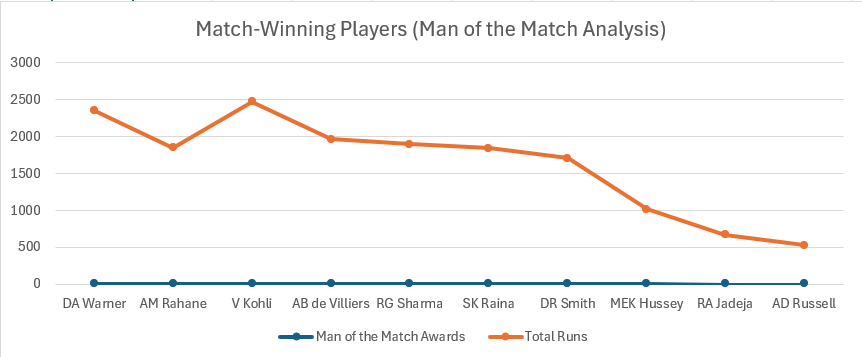 Match-Winning Players (Man of the Match Analysis)
3000
2500
2000
1500
1000
500
0
DA Warner AM Rahane V Kohli AB de Villiers RG Sharma SK Raina DR Smith MEK Hussey RA Jadeja AD Russell
Man of the Match Awards Total Runs